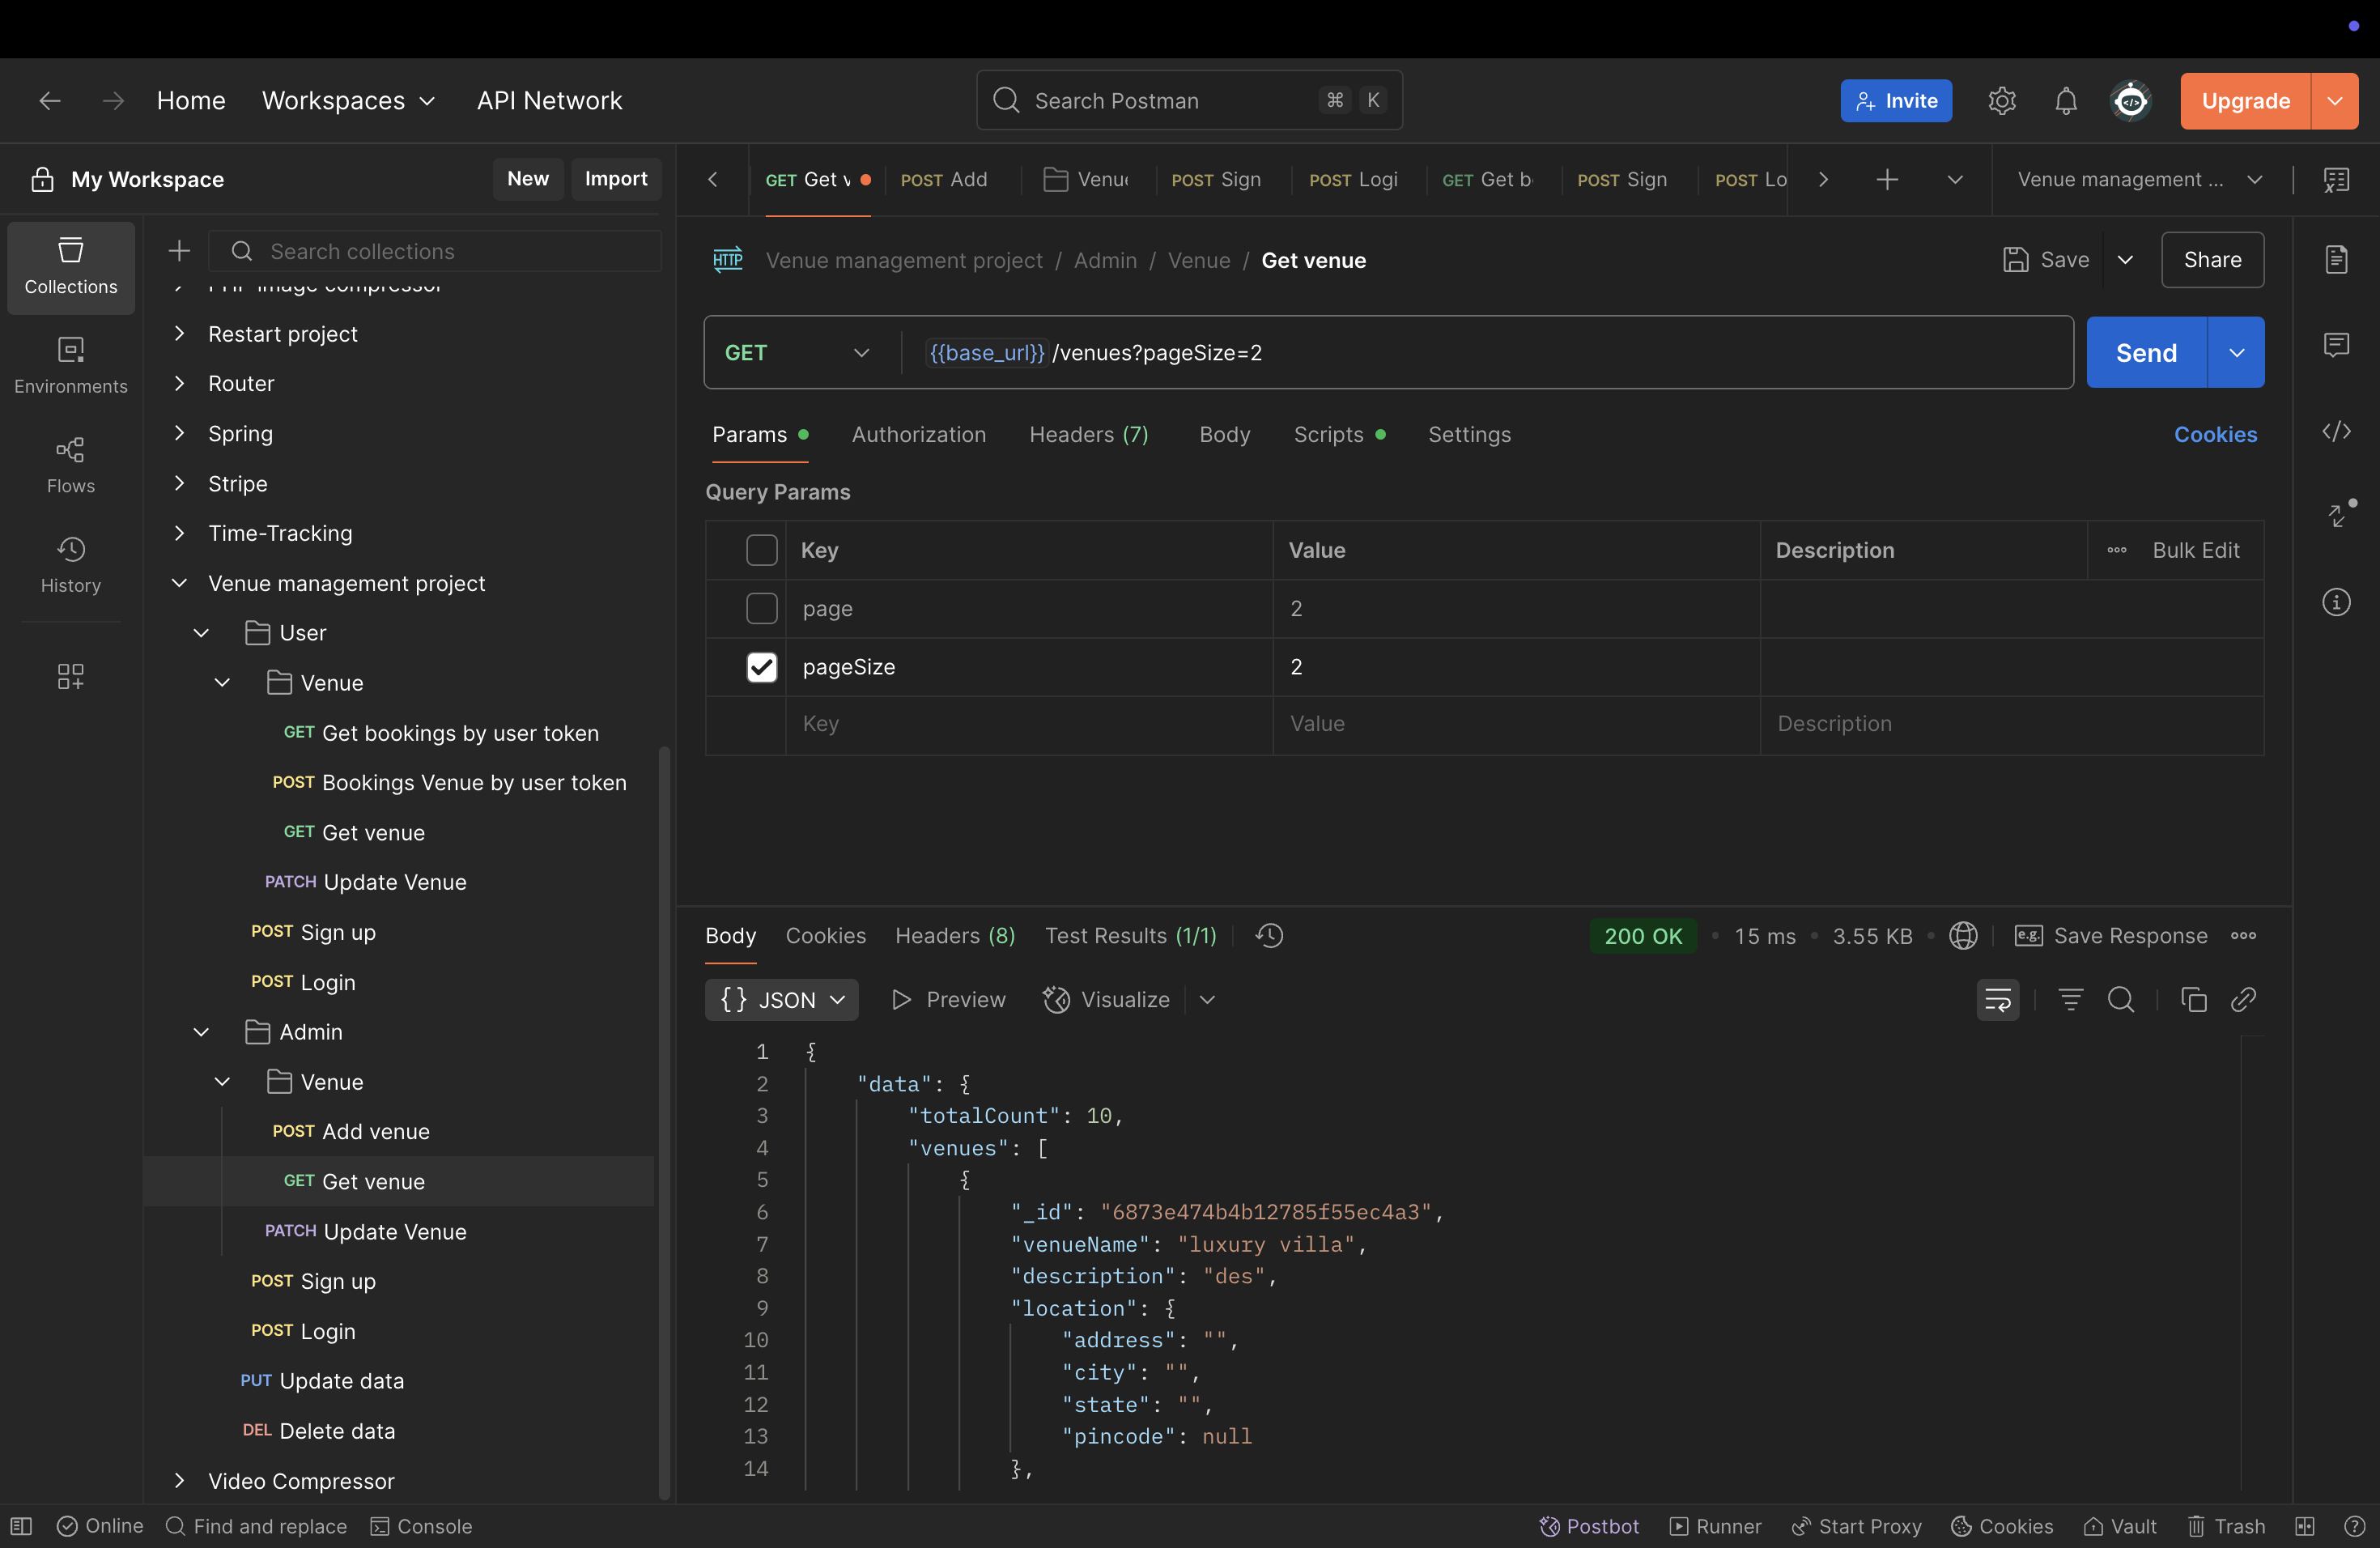 Home
Workspaces
API Network
Search Postman
⌘ K
Invite
Upgrade
My Workspace
New
Import
GET Get v
POST Add
Venue
POST Sign
POST Logi
GET Get b
POST Sign
POST Lo
Venue management ...
Collections
Environments
Flows
History
Search collections
Restart project
Router
Spring
Stripe
Time-Tracking
Venue management project
User
Venue
GET Get bookings by user token
POST Bookings Venue by user token
GET Get venue
PATCH Update Venue
POST Sign up
POST Login
Admin
Venue
POST Add venue
GET Get venue
PATCH Update Venue
POST Sign up
POST Login
PUT Update data
DEL Delete data
Video Compressor
HTTP Venue management project / Admin / Venue / Get venue
Save
Share
GET
{{base_url}} /venues?pageSize=2
Send
Params
Authorization
Headers (7)
Body
Scripts
Settings
Cookies
Query Params
Key Value Description Bulk Edit
page 2
pageSize 2
Key Value Description
Body
Cookies
Headers (8)
Test Results (1/1)
200 OK • 15 ms • 3.55 KB •
e.g. Save Response
{} JSON
Preview
Visualize
1 {
2 "data": {
3 "totalCount": 10,
4 "venues": [
5 {
6 "_id": "6873e474b4b12785f55ec4a3",
7 "venueName": "luxury villa",
8 "description": "des",
9 "location": {
10 "address": "",
11 "city": "",
12 "state": "",
13 "pincode": null
14 },
Online
Find and replace
Console
Postbot
Runner
Start Proxy
Cookies
Vault
Trash